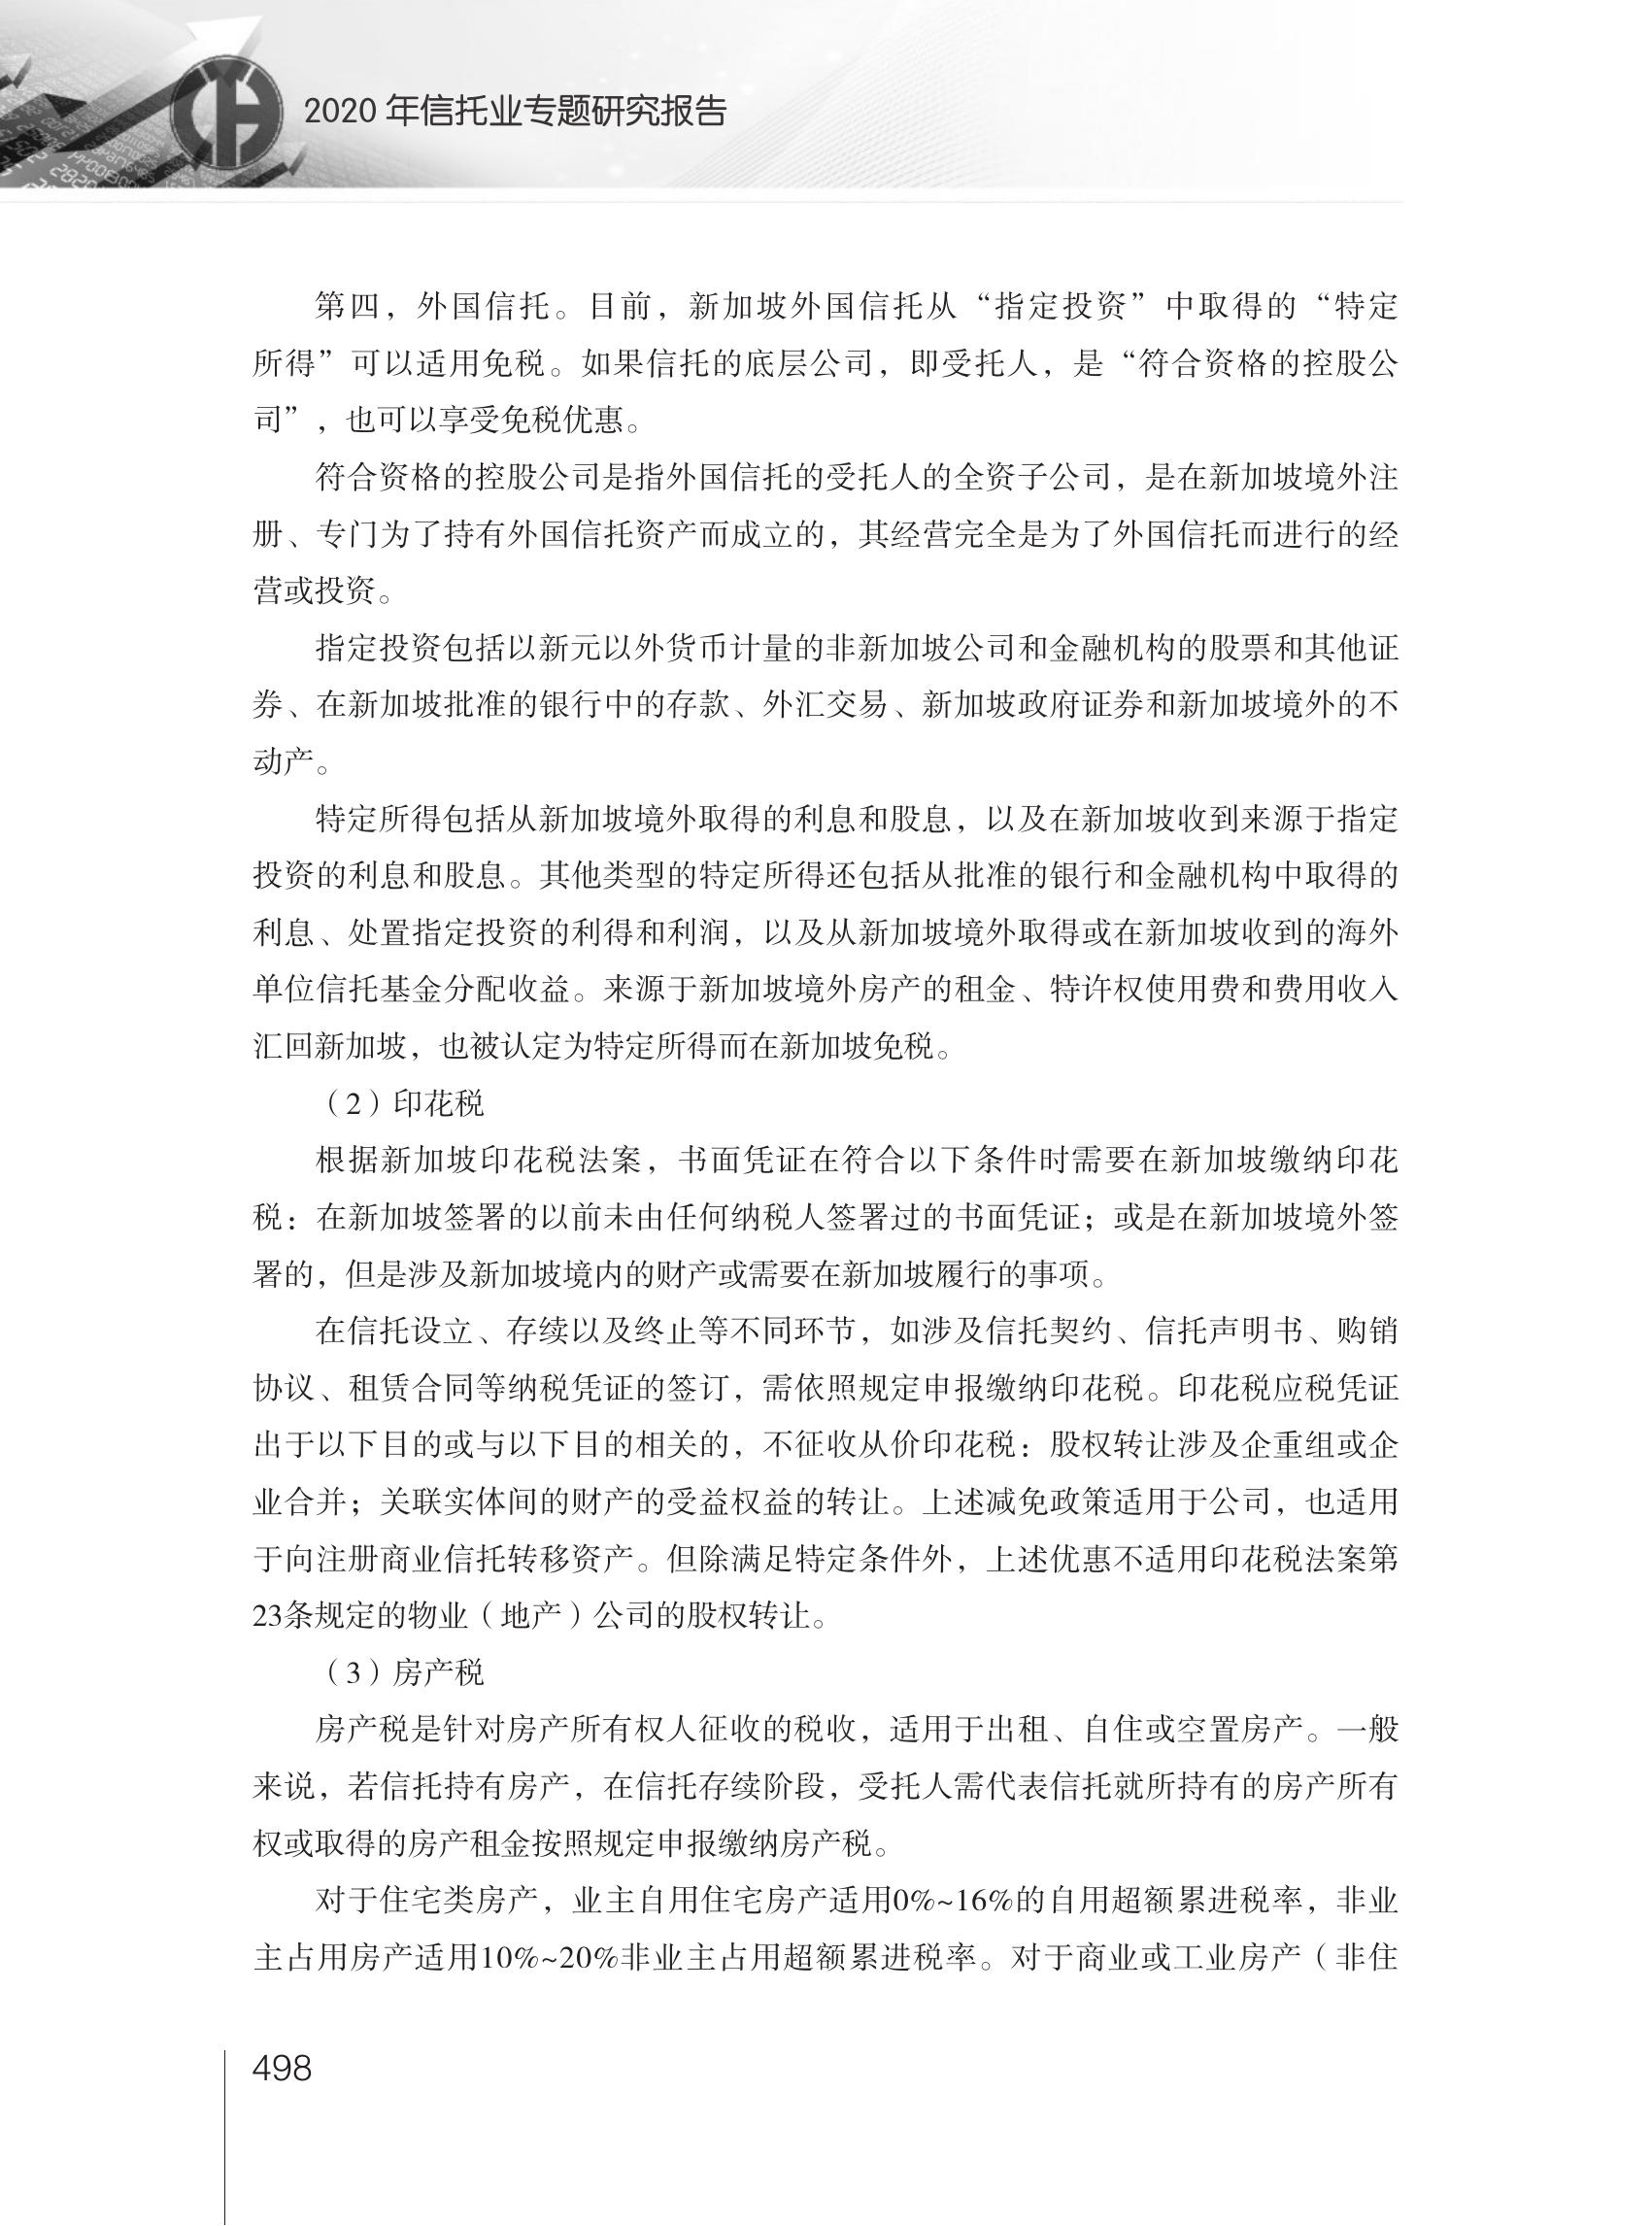 2020 年信托业专题研究报告
第四，外国信托。目前，新加坡外国信托从“指定投资”中取得的“特定
所得”可以适用免税。如果信托的底层公司，即受托人，是“符合资格的控股公
司”，也可以享受免税优惠。
符合资格的控股公司是指外国信托的受托人的全资子公司，是在新加坡境外注
册、专门为了持有外国信托资产而成立的，其经营完全是为了外国信托而进行的经
营或投资。
指定投资包括以新元以外货币计量的非新加坡公司和金融机构的股票和其他证
券、在新加坡批准的银行中的存款、外汇交易、新加坡政府证券和新加坡境外的不
动产。
特定所得包括从新加坡境外取得的利息和股息，以及在新加坡收到来源于指定
投资的利息和股息。其他类型的特定所得还包括从批准的银行和金融机构中取得的
利息、处置指定投资的利得和利润，以及从新加坡境外取得或在新加坡收到的海外
单位信托基金分配收益。来源于新加坡境外房产的租金、特许权使用费和费用收入
汇回新加坡，也被认定为特定所得而在新加坡免税。
（2）印花税
根据新加坡印花税法案，书面凭证在符合以下条件时需要在新加坡缴纳印花
税：在新加坡签署的以前未由任何纳税人签署过的书面凭证；或是在新加坡境外签
署的，但是涉及新加坡境内的财产或需要在新加坡履行的事项。
在信托设立、存续以及终止等不同环节，如涉及信托契约、信托声明书、购销
协议、租赁合同等纳税凭证的签订，需依照规定申报缴纳印花税。印花税应税凭证
出于以下目的或与以下目的相关的，不征收从价印花税：股权转让涉及企重组或企
业合并；关联实体间的财产的受益权益的转让。上述减免政策适用于公司，也适用
于向注册商业信托转移资产。但除满足特定条件外，上述优惠不适用印花税法案第
23条规定的物业（地产）公司的股权转让。
（3）房产税
房产税是针对房产所有权人征收的税收，适用于出租、自住或空置房产。一般
来说，若信托持有房产，在信托存续阶段，受托人需代表信托就所持有的房产所有
权或取得的房产租金按照规定申报缴纳房产税。
对于住宅类房产，业主自用住宅房产适用0%~16%的自用超额累进税率，非业
主占用房产适用10%~20%非业主占用超额累进税率。对于商业或工业房产（非住
498